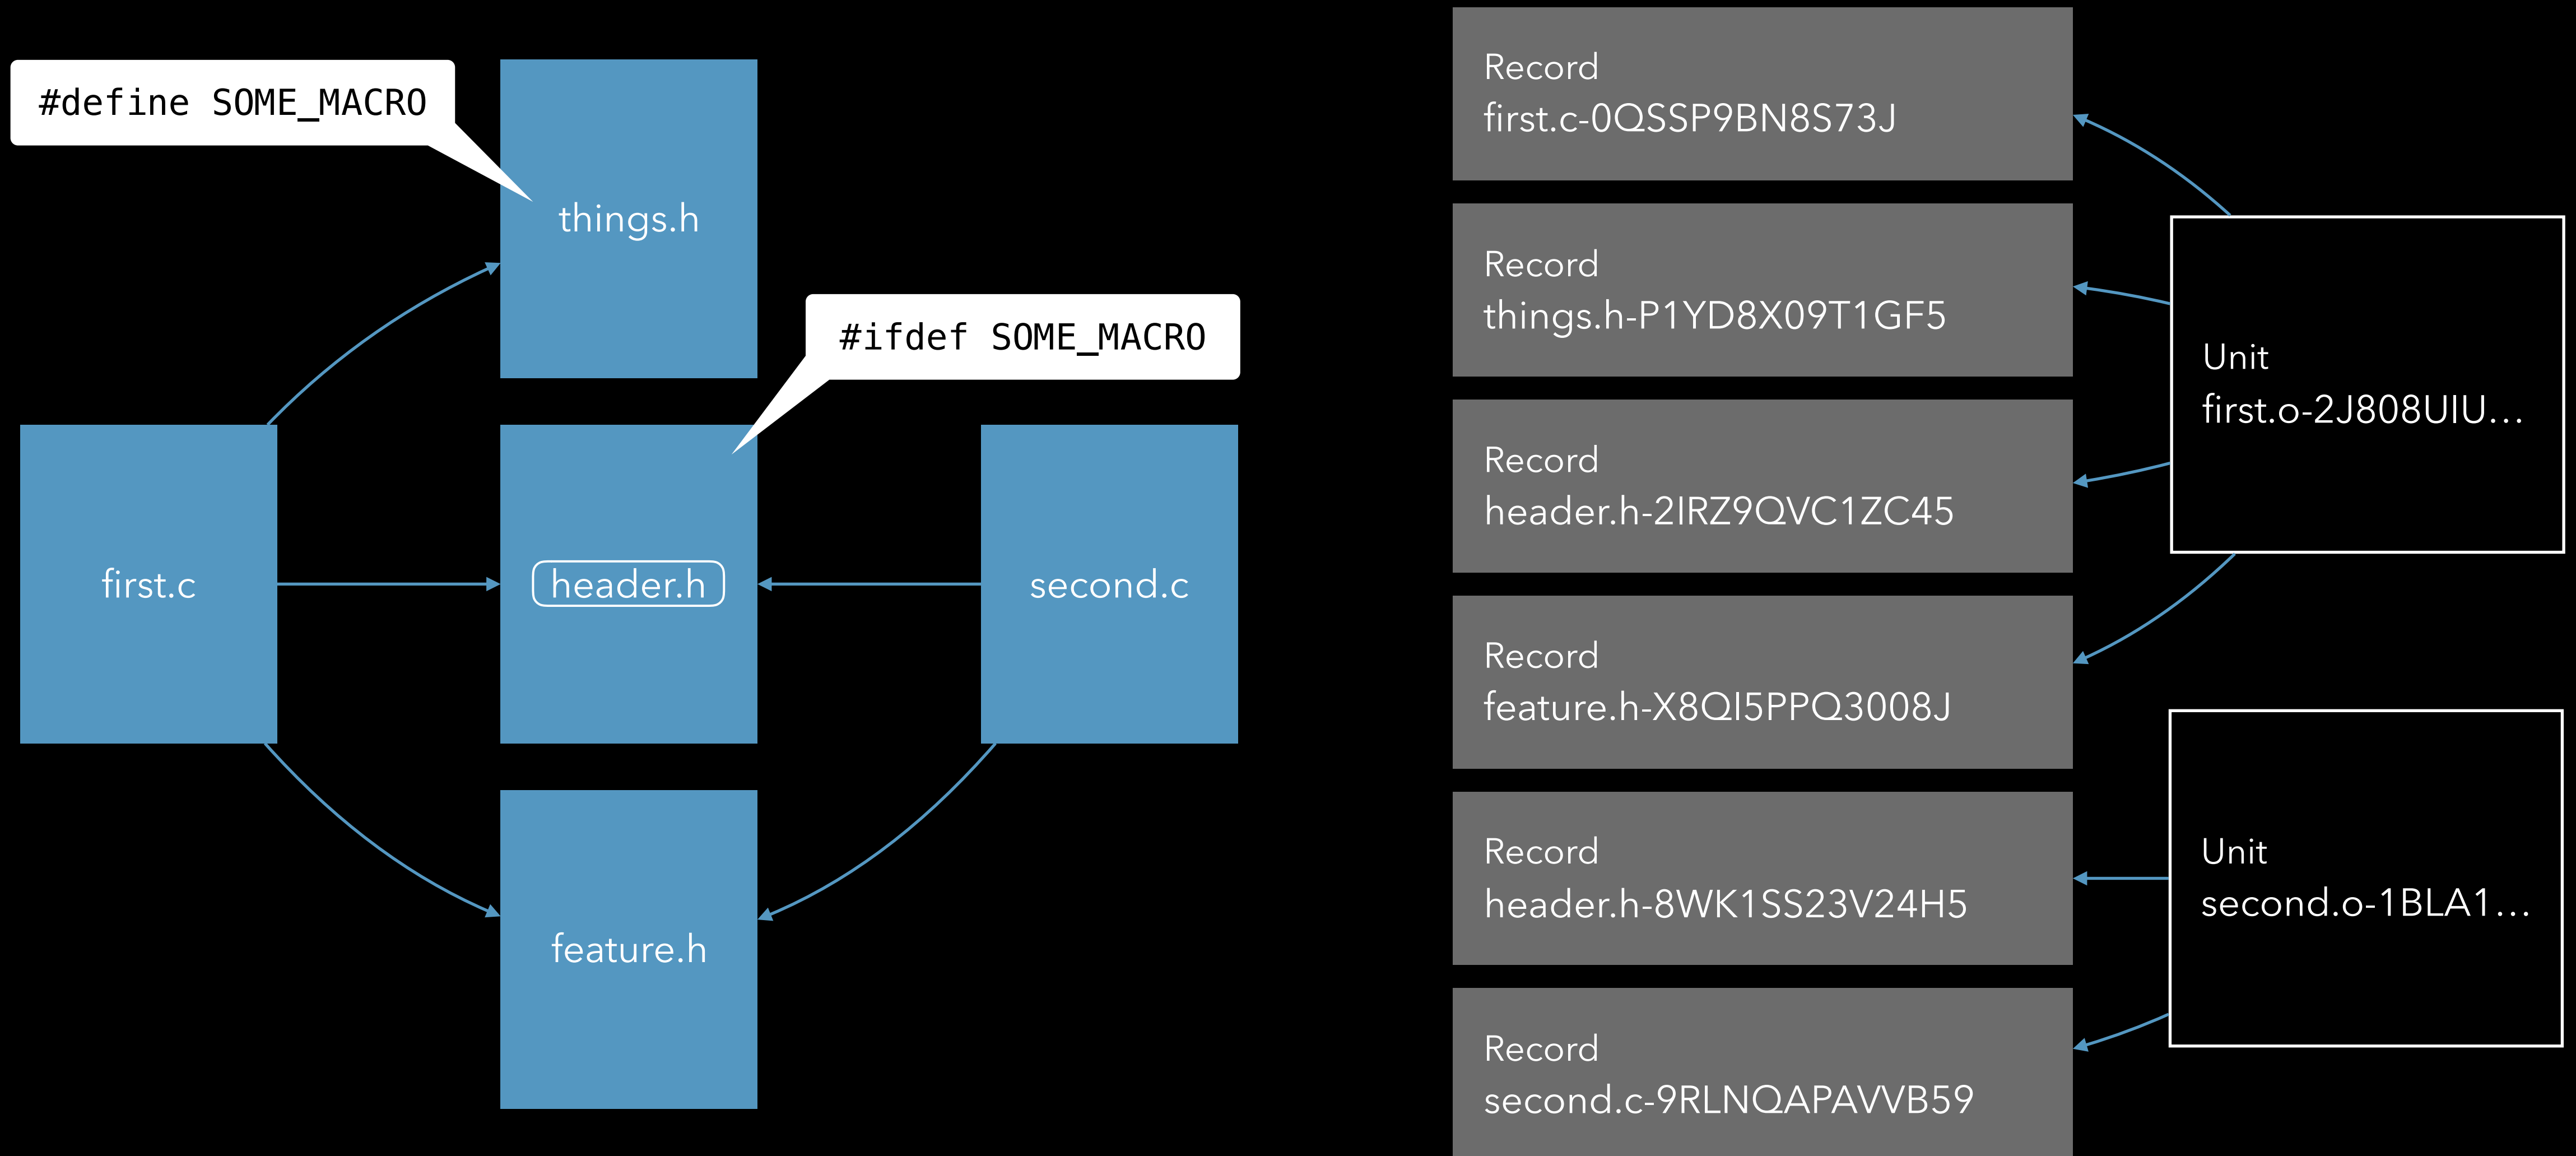 #define SOME_MACRO
things.h
#ifdef SOME_MACRO
first.c
header.h
second.c
feature.h
Record
first.c-0QSSP9BN8S73J
Record
things.h-P1YD8X09T1GF5
Record
header.h-2IRZ9QVC1ZC45
Record
feature.h-X8QI5PPQ3008J
Record
header.h-8WK1SS23V24H5
Record
second.c-9RLNQAPAVVB59
Unit
first.o-2J808UIU…
Unit
second.o-1BLA1…